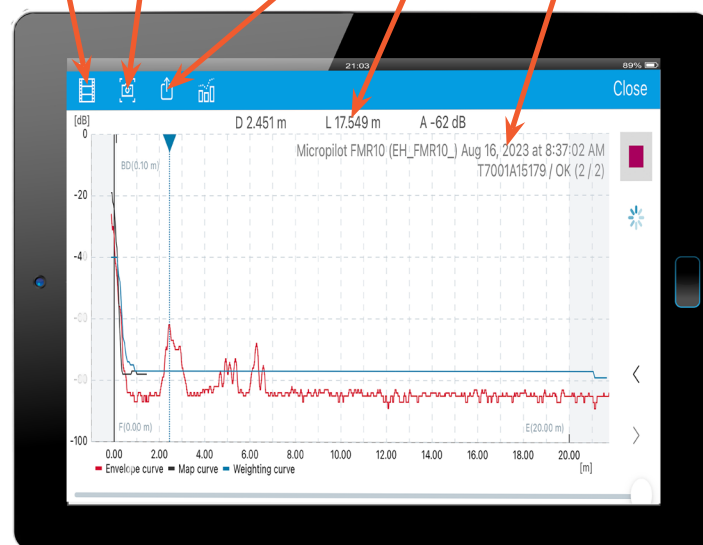 21:03
89%
Close
[dB]
D 2.451 m
L 17.549 m
A -62 dB
0
Micropilot FMR10 (EH_FMR10_) Aug 16, 2023 at 8:37:02 AM
T7001A15179 / OK (2 / 2)
BD(0.10 m)
-20
-40
-60
-80
F(0.00 m)
E(20.00 m)
-100
0.00
2.00
4.00
6.00
8.00
10.00
12.00
14.00
16.00
18.00
20.00
[m]
Envelope curve
Map curve
Weighting curve